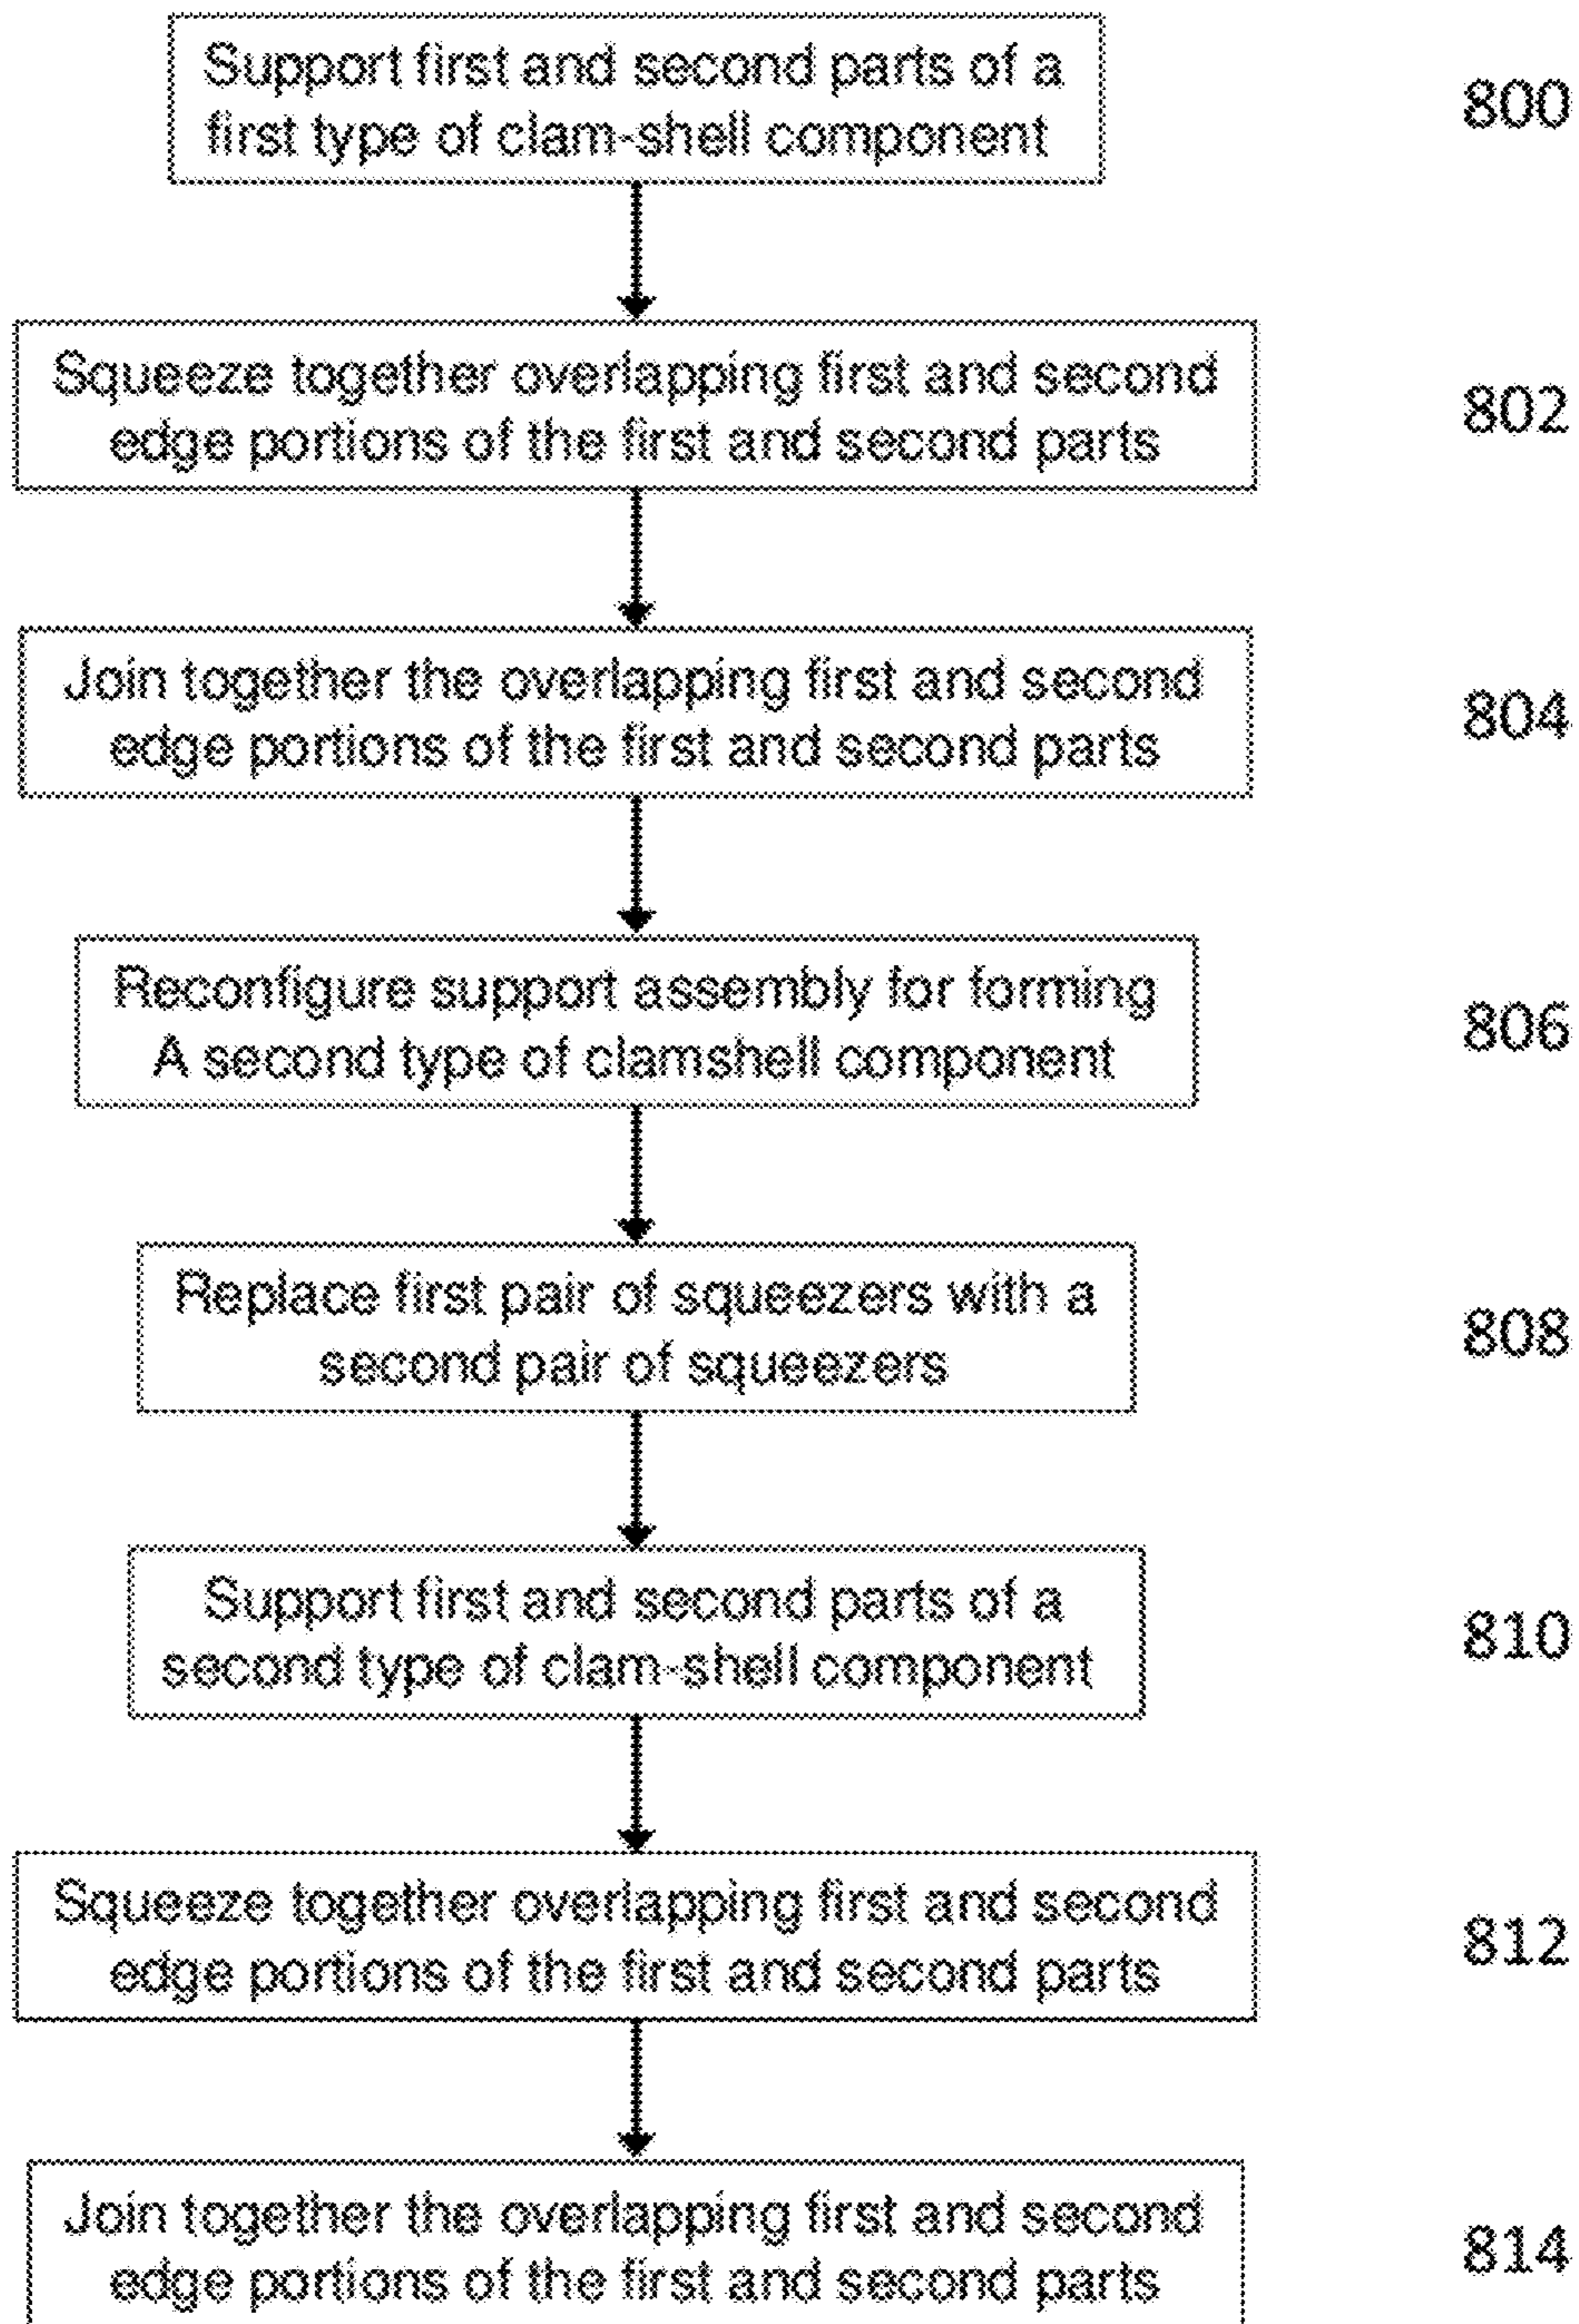 Support first and second parts of a
first type of clam-shell component
800
Squeeze together overlapping first and second
edge portions of the first and second parts
802
Join together the overlapping first and second
edge portions of the first and second parts
804
Reconfigure support assembly for forming
A second type of clamshell component
806
Replace first pair of squeezers with a
second pair of squeezers
808
Support first and second parts of a
second type of clam-shell component
810
Squeeze together overlapping first and second
edge portions of the first and second parts
812
Join together the overlapping first and second
edge portions of the first and second parts
814